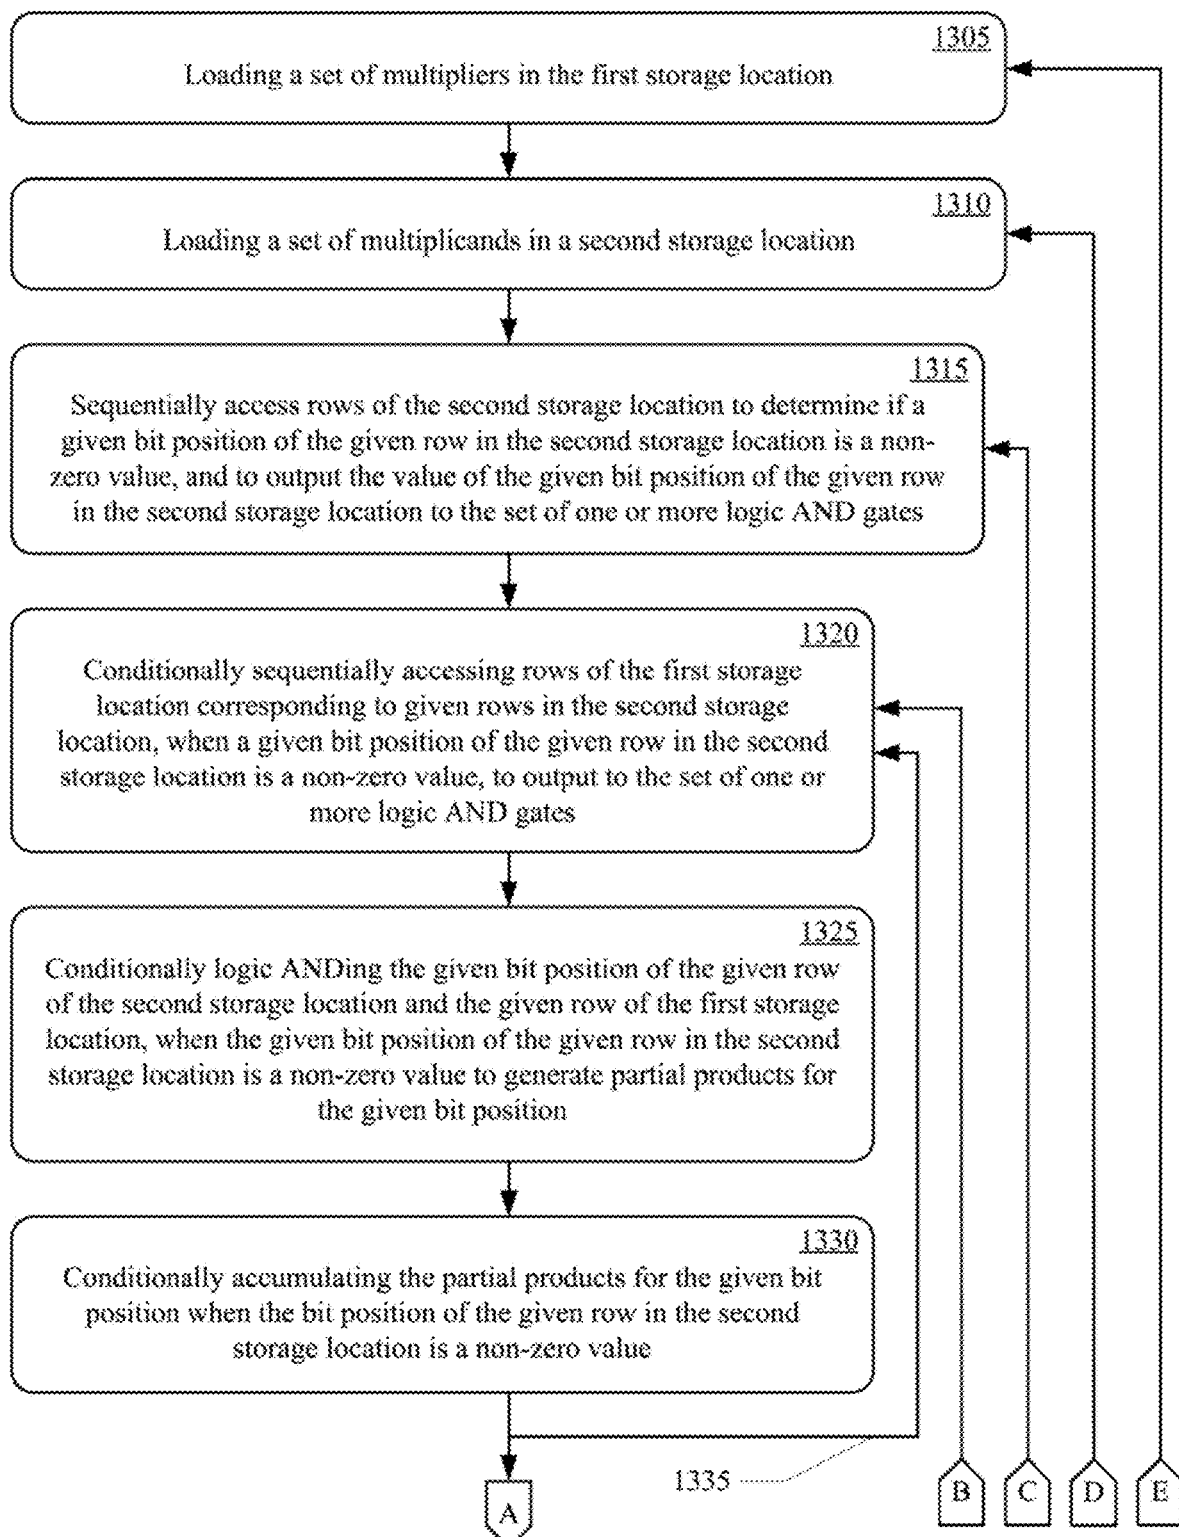 1305
Loading a set of multipliers in the first storage location
1310
Loading a set of multiplicands in a second storage location
1315
Sequentially access rows of the second storage location to determine if a
given bit position of the given row in the second storage location is a non-
zero value, and to output the value of the given bit position of the given row
in the second storage location to the set of one or more logic AND gates
1320
Conditionally sequentially accessing rows of the first storage
location corresponding to given rows in the second storage
location, when a given bit position of the given row in the second
storage location is a non-zero value, to output to the set of one or
more logic AND gates
1325
Conditionally logic ANDing the given bit position of the given row
of the second storage location and the given row of the first storage
location, when the given bit position of the given row in the second
storage location is a non-zero value to generate partial products for
the given bit position
1330
Conditionally accumulating the partial products for the given bit
position when the bit position of the given row in the second
storage location is a non-zero value
1335
A
B
C
D
E